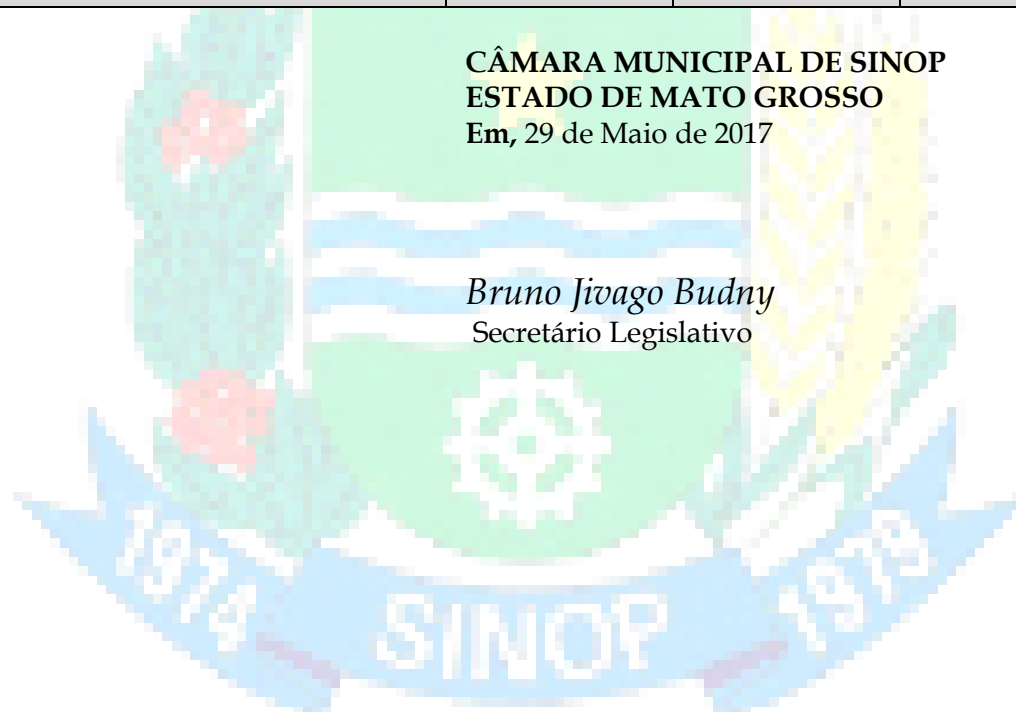 CÂMARA MUNICIPAL DE SINOP
ESTADO DE MATO GROSSO
Em, 29 de Maio de 2017
Bruno Jivago Budny
Secretário Legislativo
1974
SINOP
1979